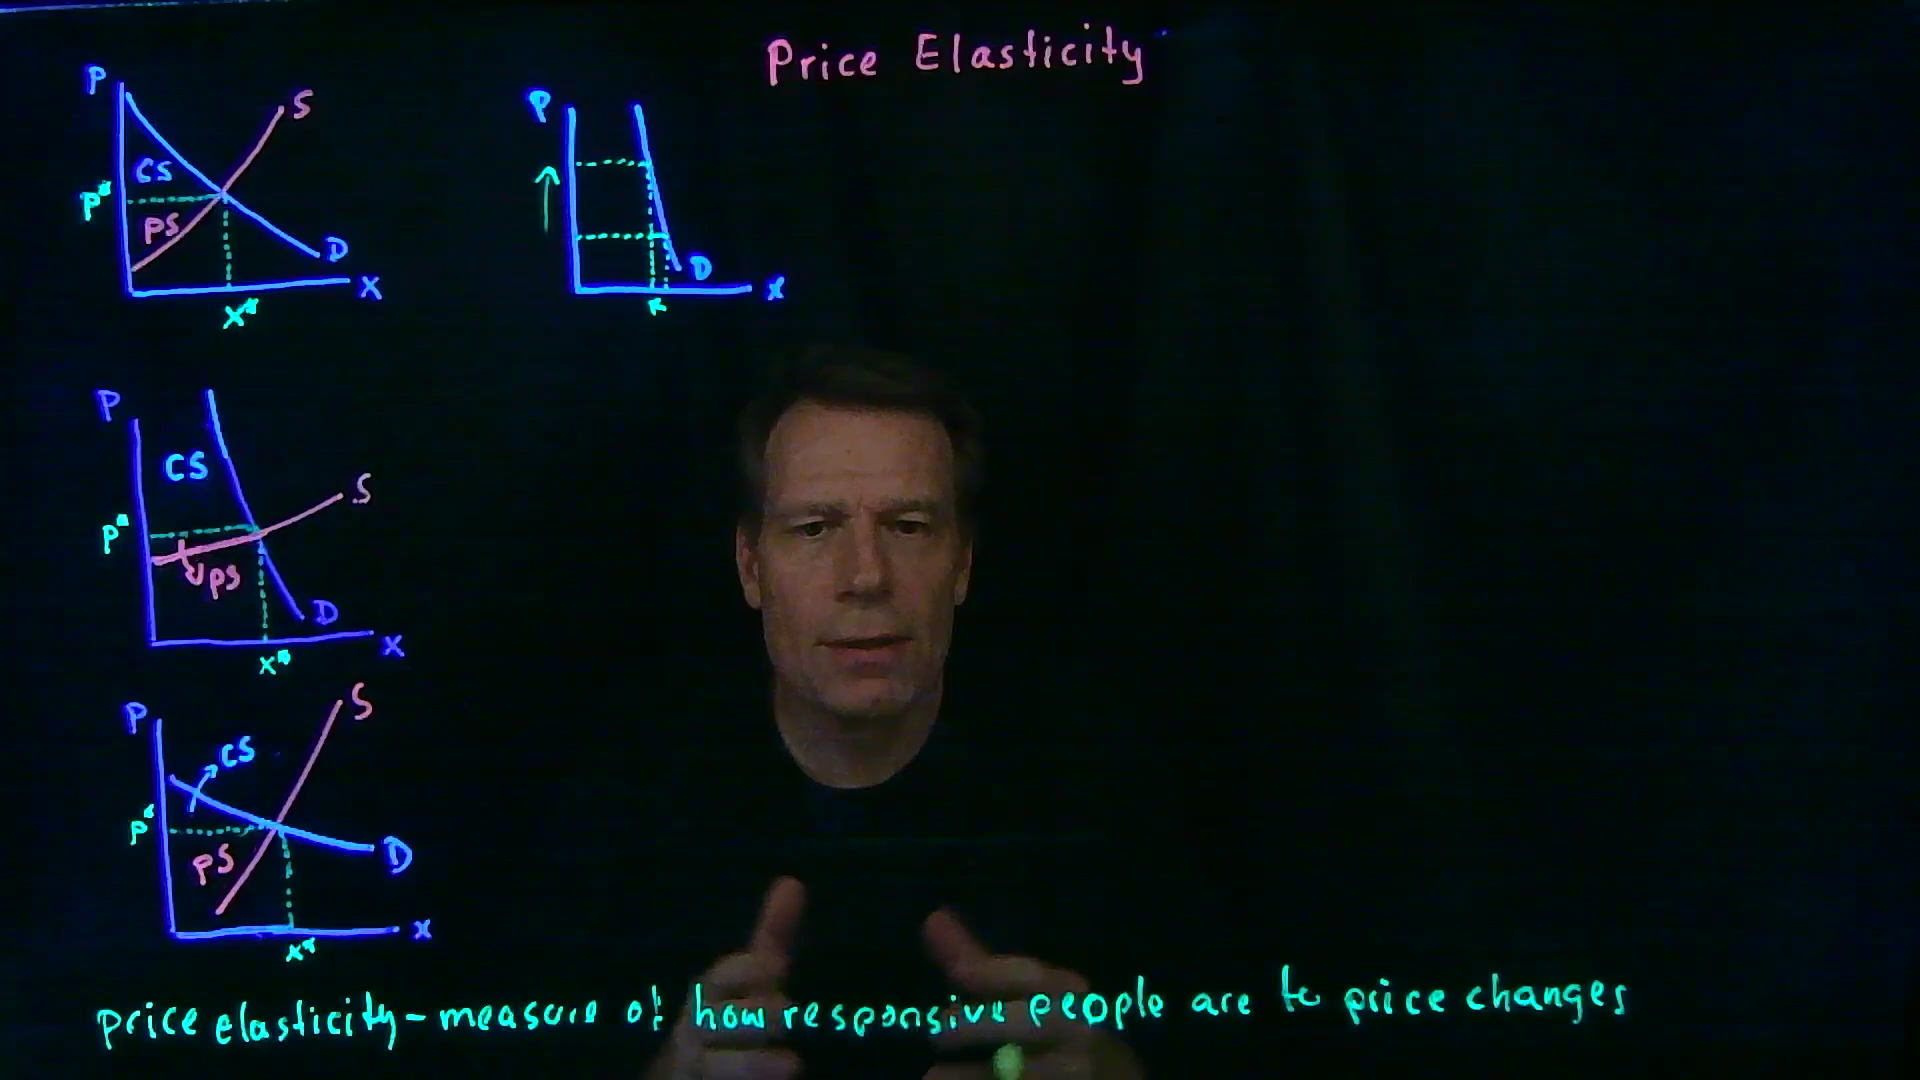 Price Elasticity
P
S
CS
P*
PS
D
X
X*
P
D
X
P
CS
S
P*
PS
D
X
X*
P
S
CS
P*
PS
D
X
X*
price elasticity - measure of how responsive people are to price changes